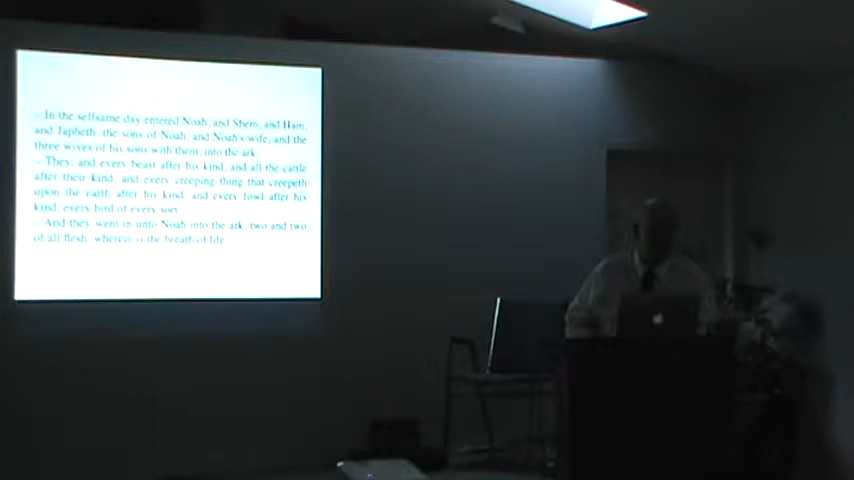 In the selfsame day entered Noah, and Shem, and Ham,
and Japheth, the sons of Noah, and Noah's wife, and the
three wives of his sons with them, into the ark;
They, and every beast after his kind, and all the cattle
after their kind, and every creeping thing that creepeth
upon the earth after his kind, and every fowl after his
kind, every bird of every sort.
And they went in unto Noah into the ark, two and two
of all flesh, wherein is the breath of life.